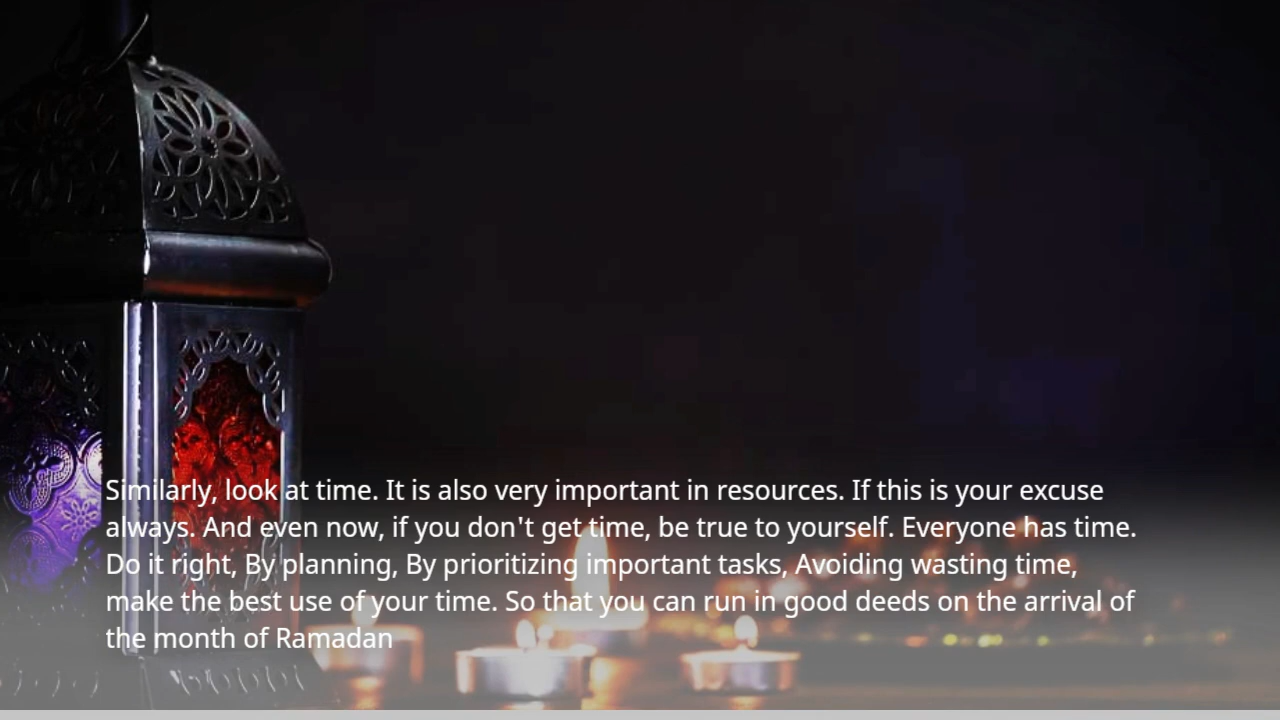 Similarly, look at time. It is also very important in resources. If this is your excuse
always. And even now, if you don't get time, be true to yourself. Everyone has time.
Do it right, By planning, By prioritizing important tasks, Avoiding wasting time,
make the best use of your time. So that you can run in good deeds on the arrival of
the month of Ramadan